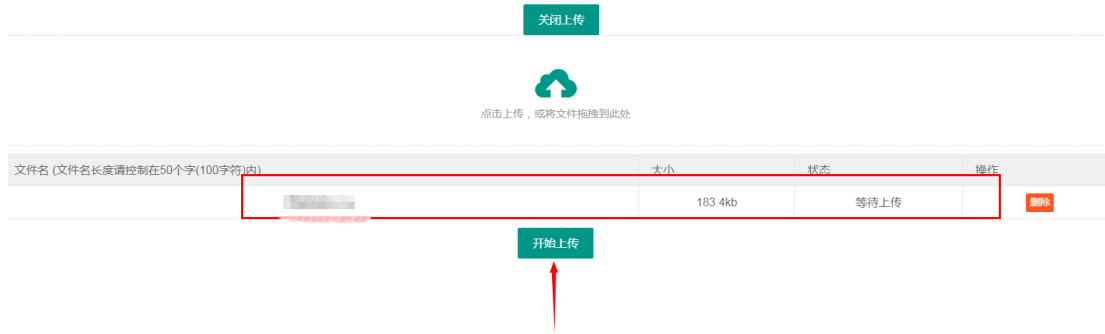 关闭上传
点击上传，或将文件拖拽到此处
文件名 (文件名长度请控制在50个字(100字符)内) 大小 状态 操作
183.4kb 等待上传 删除
开始上传